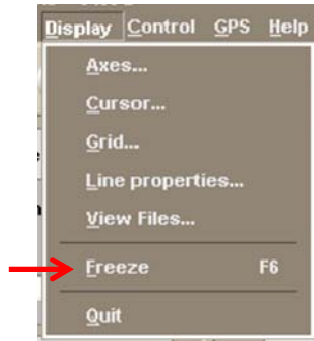 Display Control GPS Help
Axes...
Cursor...
Grid...
Line properties...
View Files...
Freeze F6
Quit